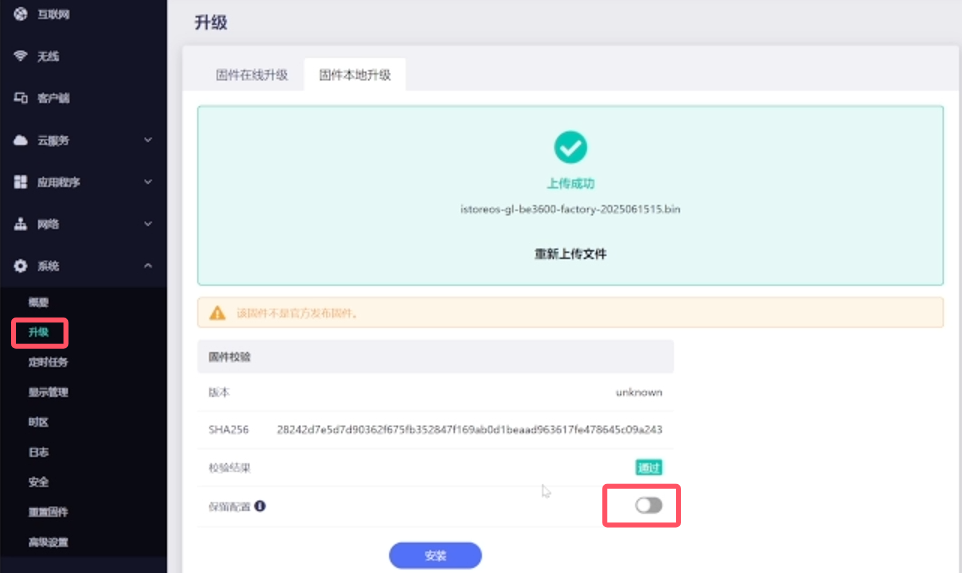 互联网
无线
客户端
云服务
应用程序
网络
系统
概要
升级
定时任务
显示管理
时区
日志
安全
重置固件
高级设置
升级
固件在线升级
固件本地升级
上传成功
istoreos-gl-be3600-factory-2025061515.bin
重新上传文件
该固件不是官方发布固件。
固件校验
版本 unknown
SHA256 28242d7e5d7d90362f675fb352847f169ab0d1beaad963617fe478645c09a243
校验结果 通过
保留配置
安装